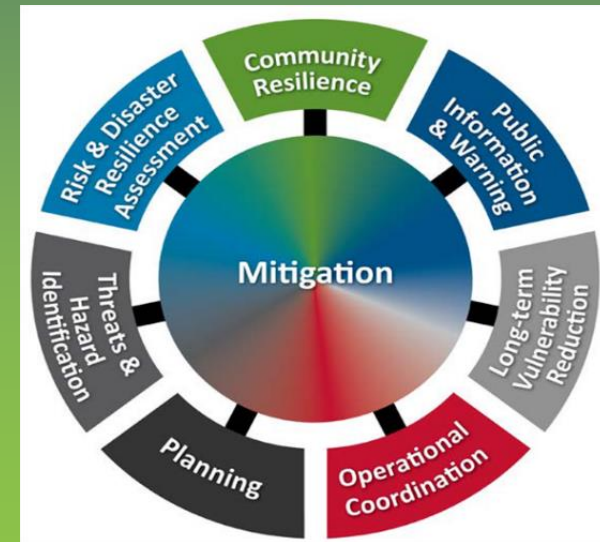 Community
Resilience
Public
Information
& Warning
Long-term
Vulnerability
Reduction
Operational
Coordination
Planning
Threats &
Hazard
Identification
Risk & Disaster
Resilience
Assessment
Mitigation